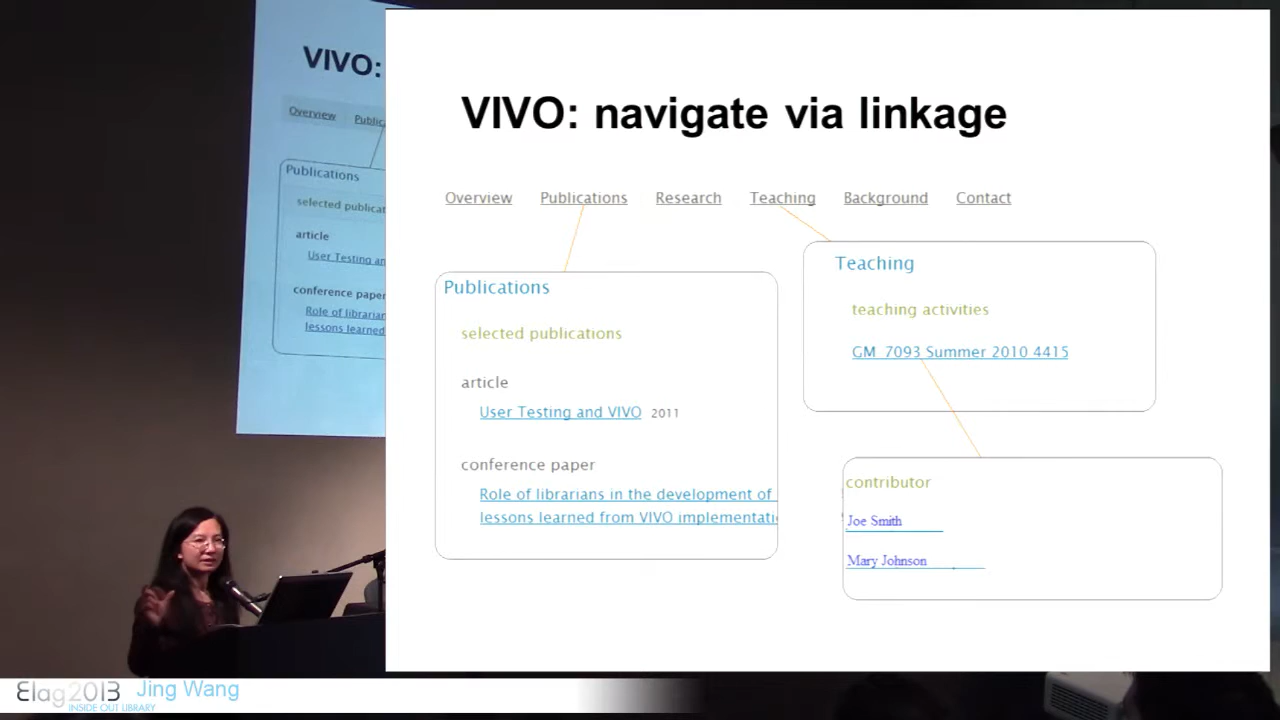 VIVO:
Overview Public
Publications
selected publicat
article
User Testing an
conference paper
Role of librarian
lessons learned
VIVO: navigate via linkage
Overview Publications Research Teaching Background Contact
Publications
selected publications
article
User Testing and VIVO 2011
conference paper
Role of librarians in the development of
lessons learned from VIVO implementati
Teaching
teaching activities
GM 7093 Summer 2010 4415
contributor
Joe Smith
Mary Johnson
Elag2013 Jing Wang
INSIDE OUT LIBRARY